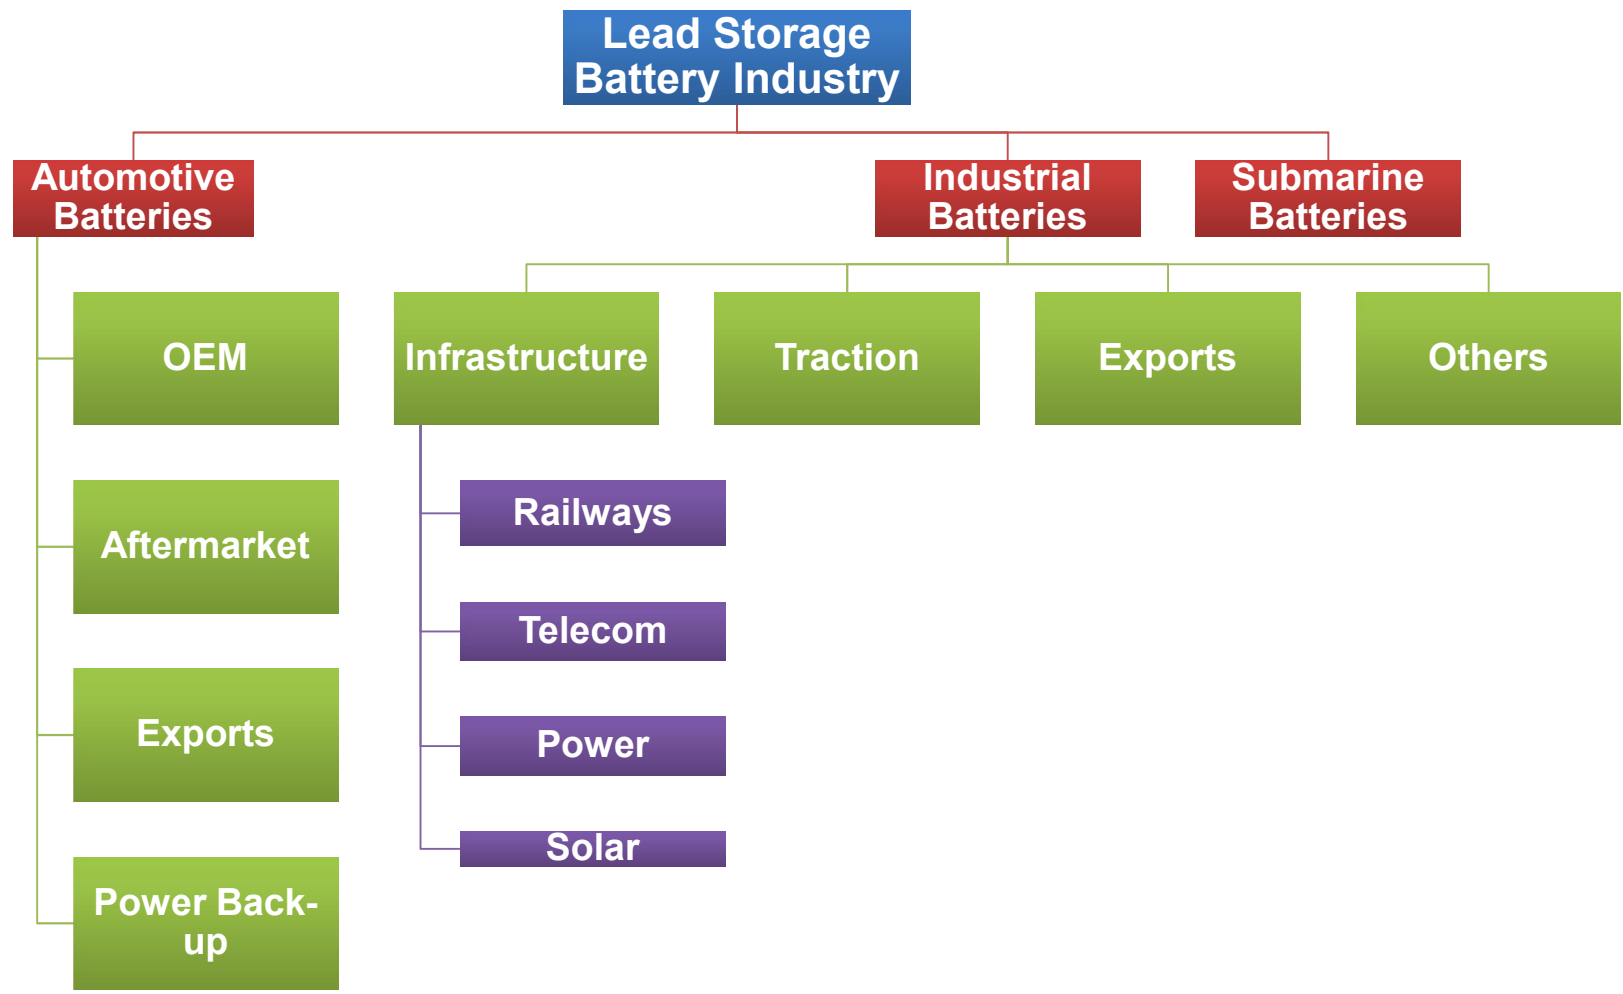 Lead Storage
Battery Industry
Automotive
Batteries
Industrial
Batteries
Submarine
Batteries
OEM
Infrastructure
Traction
Exports
Others
Aftermarket
Exports
Power Back-
up
Railways
Telecom
Power
Solar